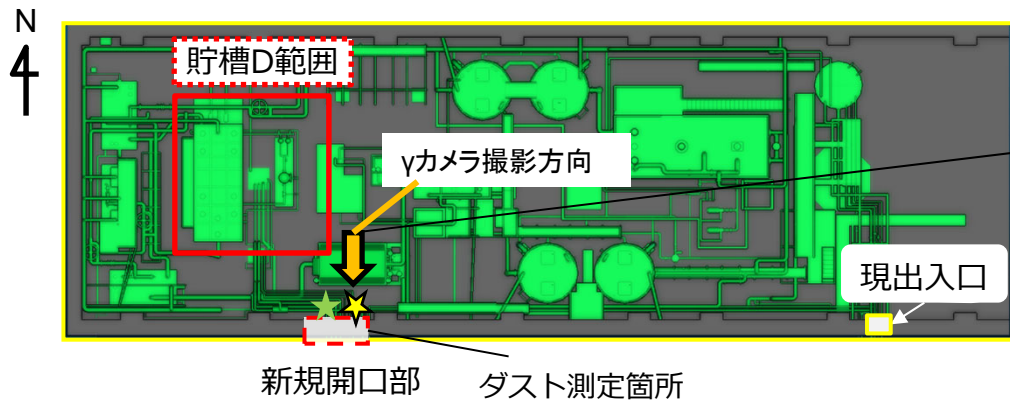 N
貯槽D範囲
γカメラ撮影方向
現出入口
新規開口部
ダスト測定箇所